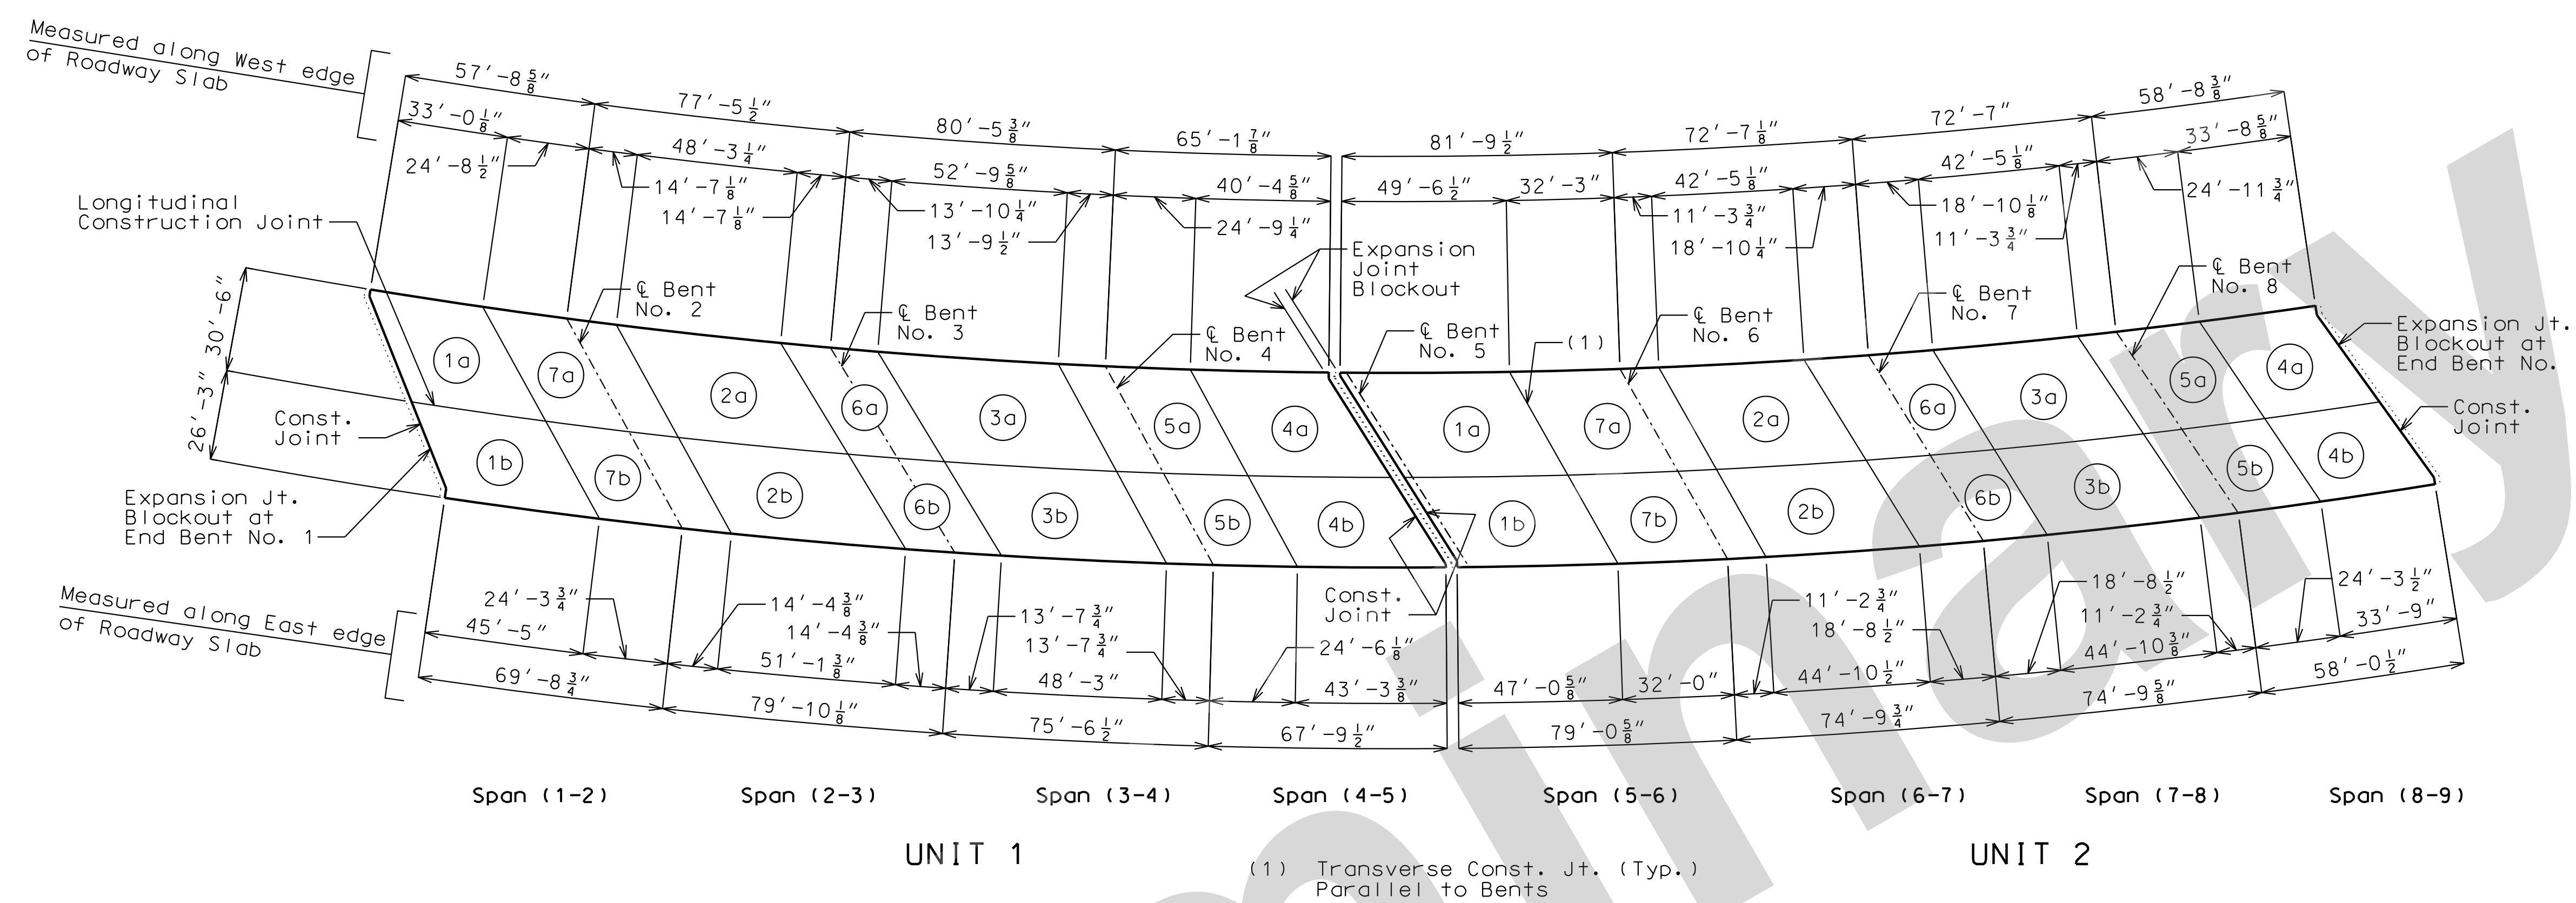 Measured along West edge
of Roadway Slab
57'-8 5/8"
77'-5 1/2"
80'-5 3/8"
65'-1 7/8"
81'-9 1/2"
72'-7 1/8"
72'-7"
58'-8 3/8"
33'-0 1/8"
24'-8 1/2"
14'-7 1/8"
48'-3 1/4"
14'-7 1/8"
13'-10 1/4"
52'-9 5/8"
13'-9 1/2"
24'-9 1/4"
40'-4 5/8"
49'-6 1/2"
32'-3"
11'-3 3/4"
42'-5 1/8"
18'-10 1/4"
18'-10 1/8"
42'-5 1/8"
11'-3 3/4"
24'-11 3/4"
33'-8 5/8"
Longitudinal
Construction Joint
30'-6"
26'-3"
℄ Bent
No. 2
℄ Bent
No. 3
℄ Bent
No. 4
Expansion
Joint
Blockout
℄ Bent
No. 5
(1)
℄ Bent
No. 6
℄ Bent
No. 7
℄ Bent
No. 8
Expansion Jt.
Blockout at
End Bent No.
Const.
Joint
Const.
Joint
Expansion Jt.
Blockout at
End Bent No. 1
1a
7a
2a
6a
3a
5a
4a
1a
7a
2a
6a
3a
5a
4a
1b
7b
2b
6b
3b
5b
4b
1b
7b
2b
6b
3b
5b
4b
Const.
Joint
Measured along East edge
of Roadway Slab
45'-5"
24'-3 3/4"
14'-4 3/8"
51'-1 3/8"
14'-4 3/8"
13'-7 3/4"
48'-3"
13'-7 3/4"
24'-6 1/8"
43'-3 3/8"
47'-0 5/8"
32'-0"
11'-2 3/4"
44'-10 1/2"
18'-8 1/2"
18'-8 1/2"
44'-10 3/8"
11'-2 3/4"
24'-3 1/2"
33'-9"
69'-8 3/4"
79'-10 1/8"
75'-6 1/2"
67'-9 1/2"
79'-0 5/8"
74'-9 3/4"
74'-9 5/8"
58'-0 1/2"
Span (1-2)
Span (2-3)
Span (3-4)
Span (4-5)
Span (5-6)
Span (6-7)
Span (7-8)
Span (8-9)
UNIT 1
UNIT 2
(1) Transverse Const. Jt. (Typ.)
Parallel to Bents
inary